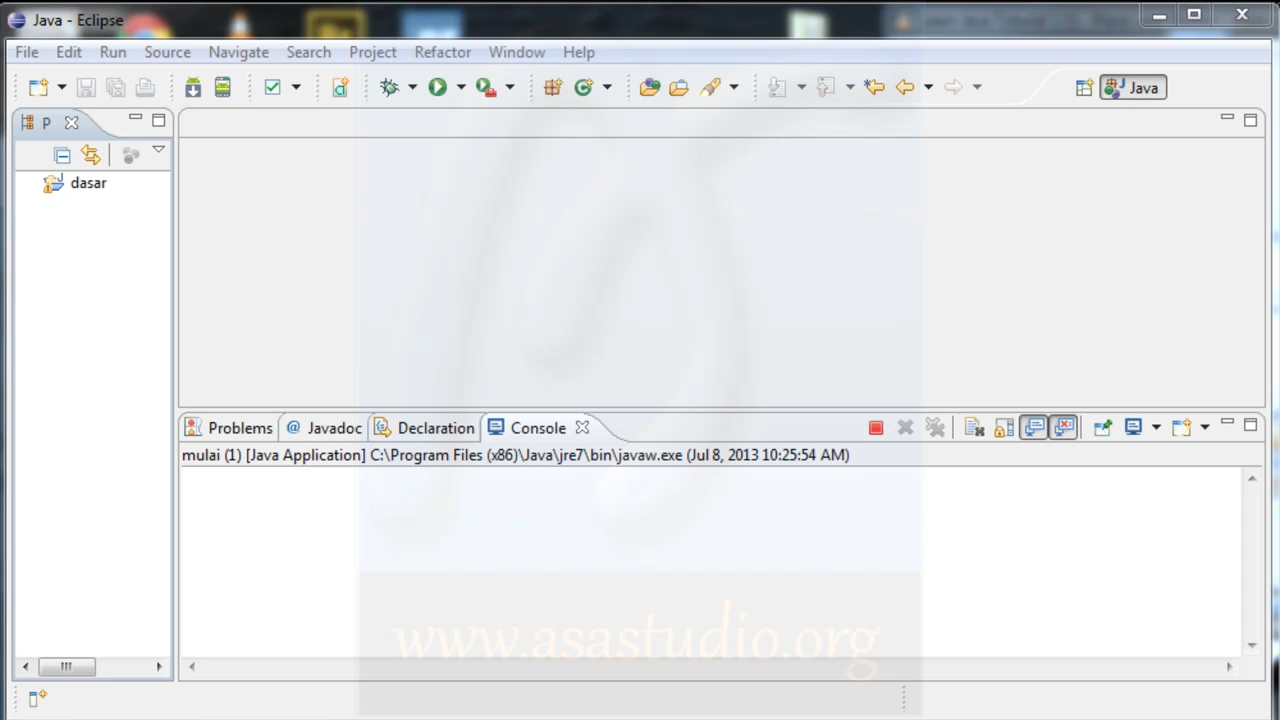 Java - Eclipse
File Edit Run Source Navigate Search Project Refactor Window Help
Java
P
dasar
Problems @ Javadoc Declaration Console
mulai (1) [Java Application] C:\Program Files (x86)\Java\jre7\bin\javaw.exe (Jul 8, 2013 10:25:54 AM)
www.asastudio.org